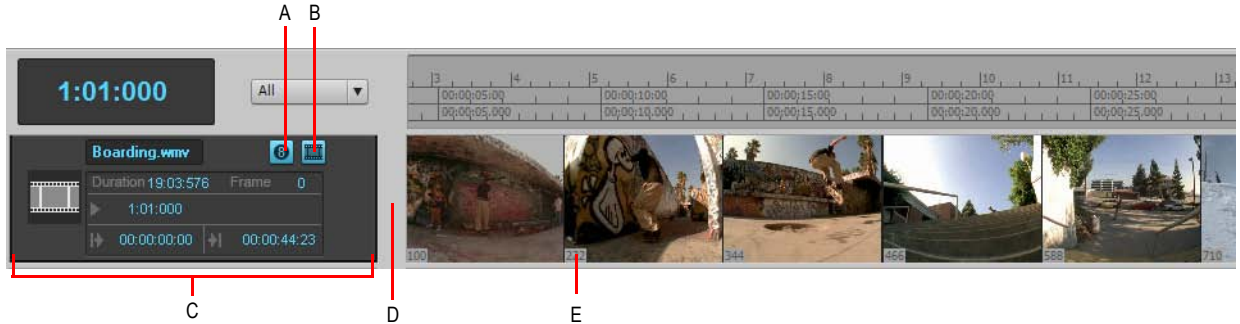 A B
1:01:000
All
3 4 5 6 7 8 9 10 11 12 13
00:00:05:00 00:00:10:00 00:00:15:00 00:00:20:00 00:00:25:00
00:00:05.000 00:00:10.000 00:00:15.000 00:00:20.000 00:00:25.000
Boarding.wmv 8
Duration 19:03:576 Frame 0
1:01:000
00:00:00:00 00:00:44:23
100 222 344 466 588 710
C D E